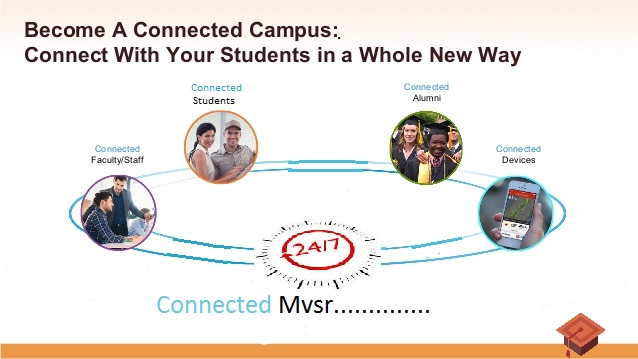 Become A Connected Campus:
Connect With Your Students in a Whole New Way
Connected
Students
Connected
Alumni
Connected
Faculty/Staff
Connected
Devices
24/7
Connected Mvsr..............